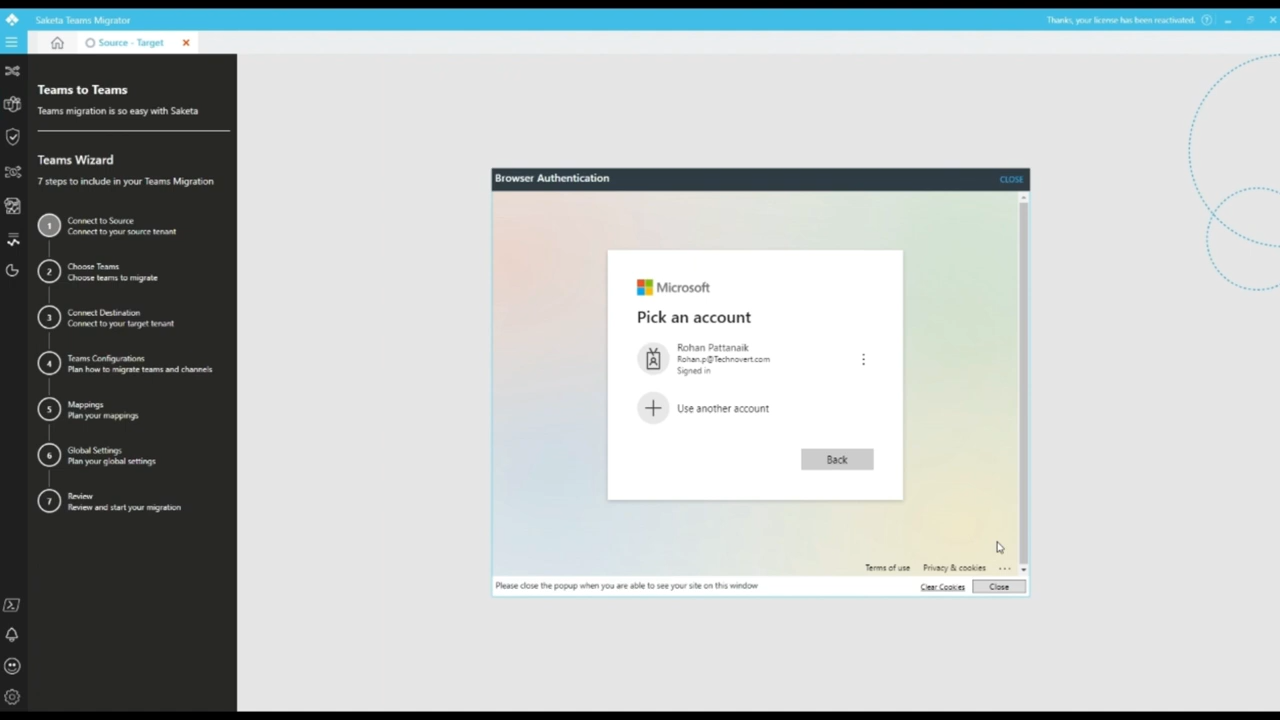 Saketa Teams Migrator
Thanks, your license has been reactivated.
Source - Target
Teams to Teams
Teams migration is so easy with Saketa
Teams Wizard
7 steps to include in your Teams Migration
1
Connect to Source
Connect to your source tenant
2
Choose Teams
Choose teams to migrate
3
Connect Destination
Connect to your target tenant
4
Teams Configurations
Plan how to migrate teams and channels
5
Mappings
Plan your mappings
6
Global Settings
Plan your global settings
7
Review
Review and start your migration
Browser Authentication
CLOSE
Microsoft
Pick an account
Rohan Pattanaik
Rohan.p@Technovert.com
Signed in
Use another account
Back
Terms of use Privacy & cookies ...
Please close the popup when you are able to see your site on this window
Clear Cookies
Close